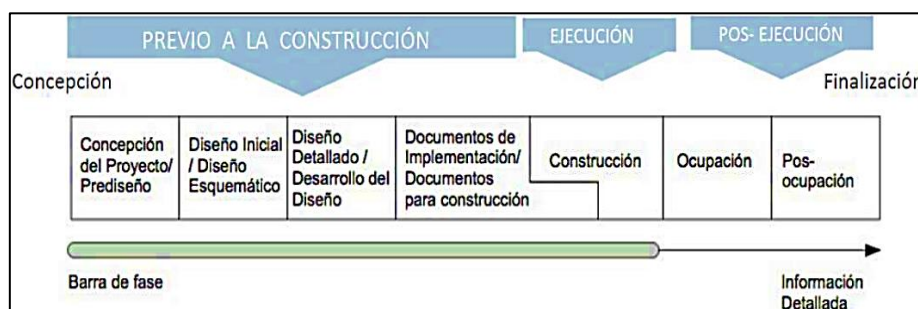 PREVIO A LA CONSTRUCCIÓN
EJECUCIÓN
POS- EJECUCIÓN
Concepción
Finalización
Concepción
del Proyecto/
Prediseño
Diseño Inicial
/ Diseño
Esquemático
Diseño
Detallado /
Desarrollo del
Diseño
Documentos de
Implementación/
Documentos
para construcción
Construcción
Ocupación
Pos-
ocupación
Barra de fase
Información
Detallada